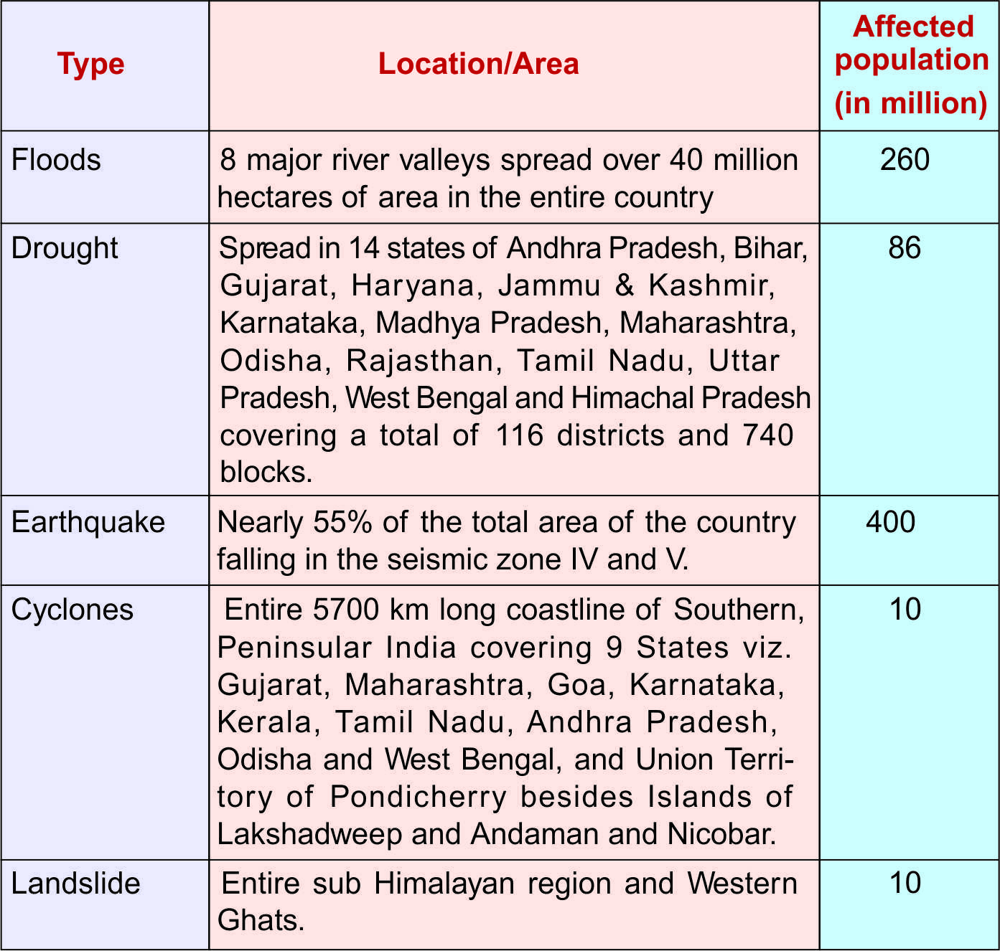 Type
Location/Area
Affected
population
(in million)
Floods
8 major river valleys spread over 40 million
hectares of area in the entire country
260
Drought
Spread in 14 states of Andhra Pradesh, Bihar,
Gujarat, Haryana, Jammu & Kashmir,
Karnataka, Madhya Pradesh, Maharashtra,
Odisha, Rajasthan, Tamil Nadu, Uttar
Pradesh, West Bengal and Himachal Pradesh
covering a total of 116 districts and 740
blocks.
86
Earthquake
Nearly 55% of the total area of the country
falling in the seismic zone IV and V.
400
Cyclones
Entire 5700 km long coastline of Southern,
Peninsular India covering 9 States viz.
Gujarat, Maharashtra, Goa, Karnataka,
Kerala, Tamil Nadu, Andhra Pradesh,
Odisha and West Bengal, and Union Terri-
tory of Pondicherry besides Islands of
Lakshadweep and Andaman and Nicobar.
10
Landslide
Entire sub Himalayan region and Western
Ghats.
10